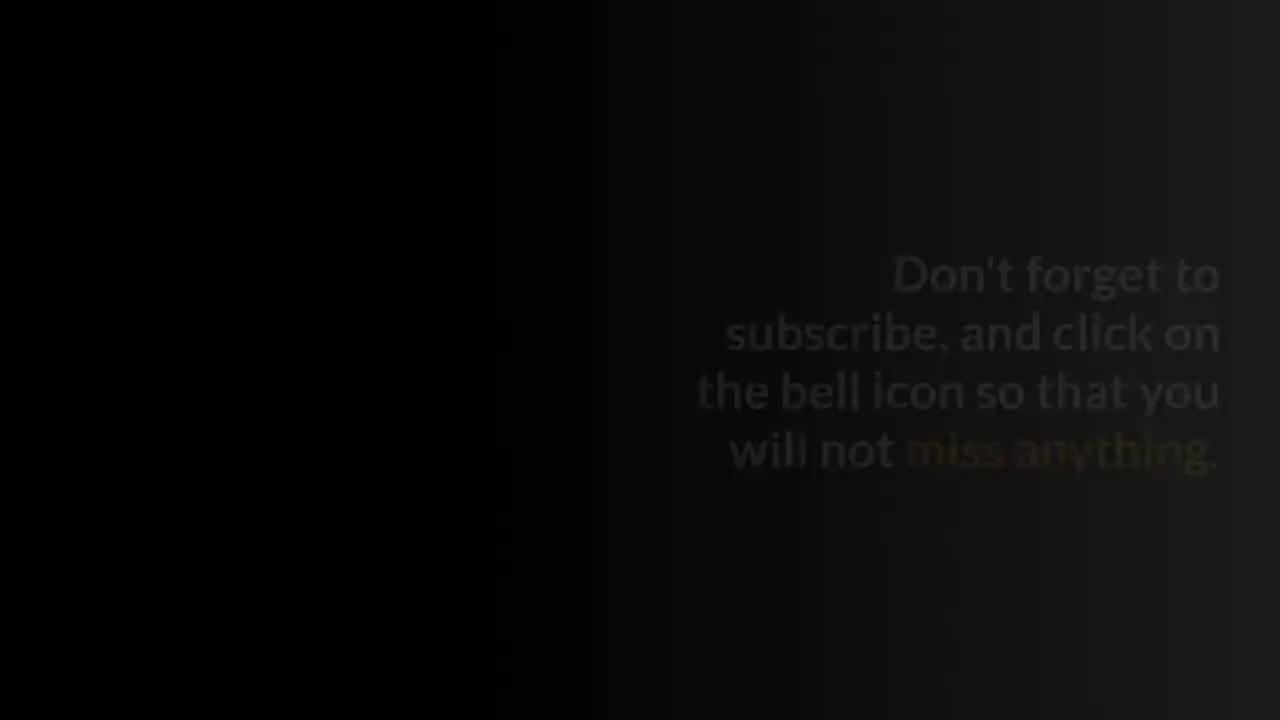 Don't forget to
subscribe, and click on
the bell icon so that you
will not miss anything.